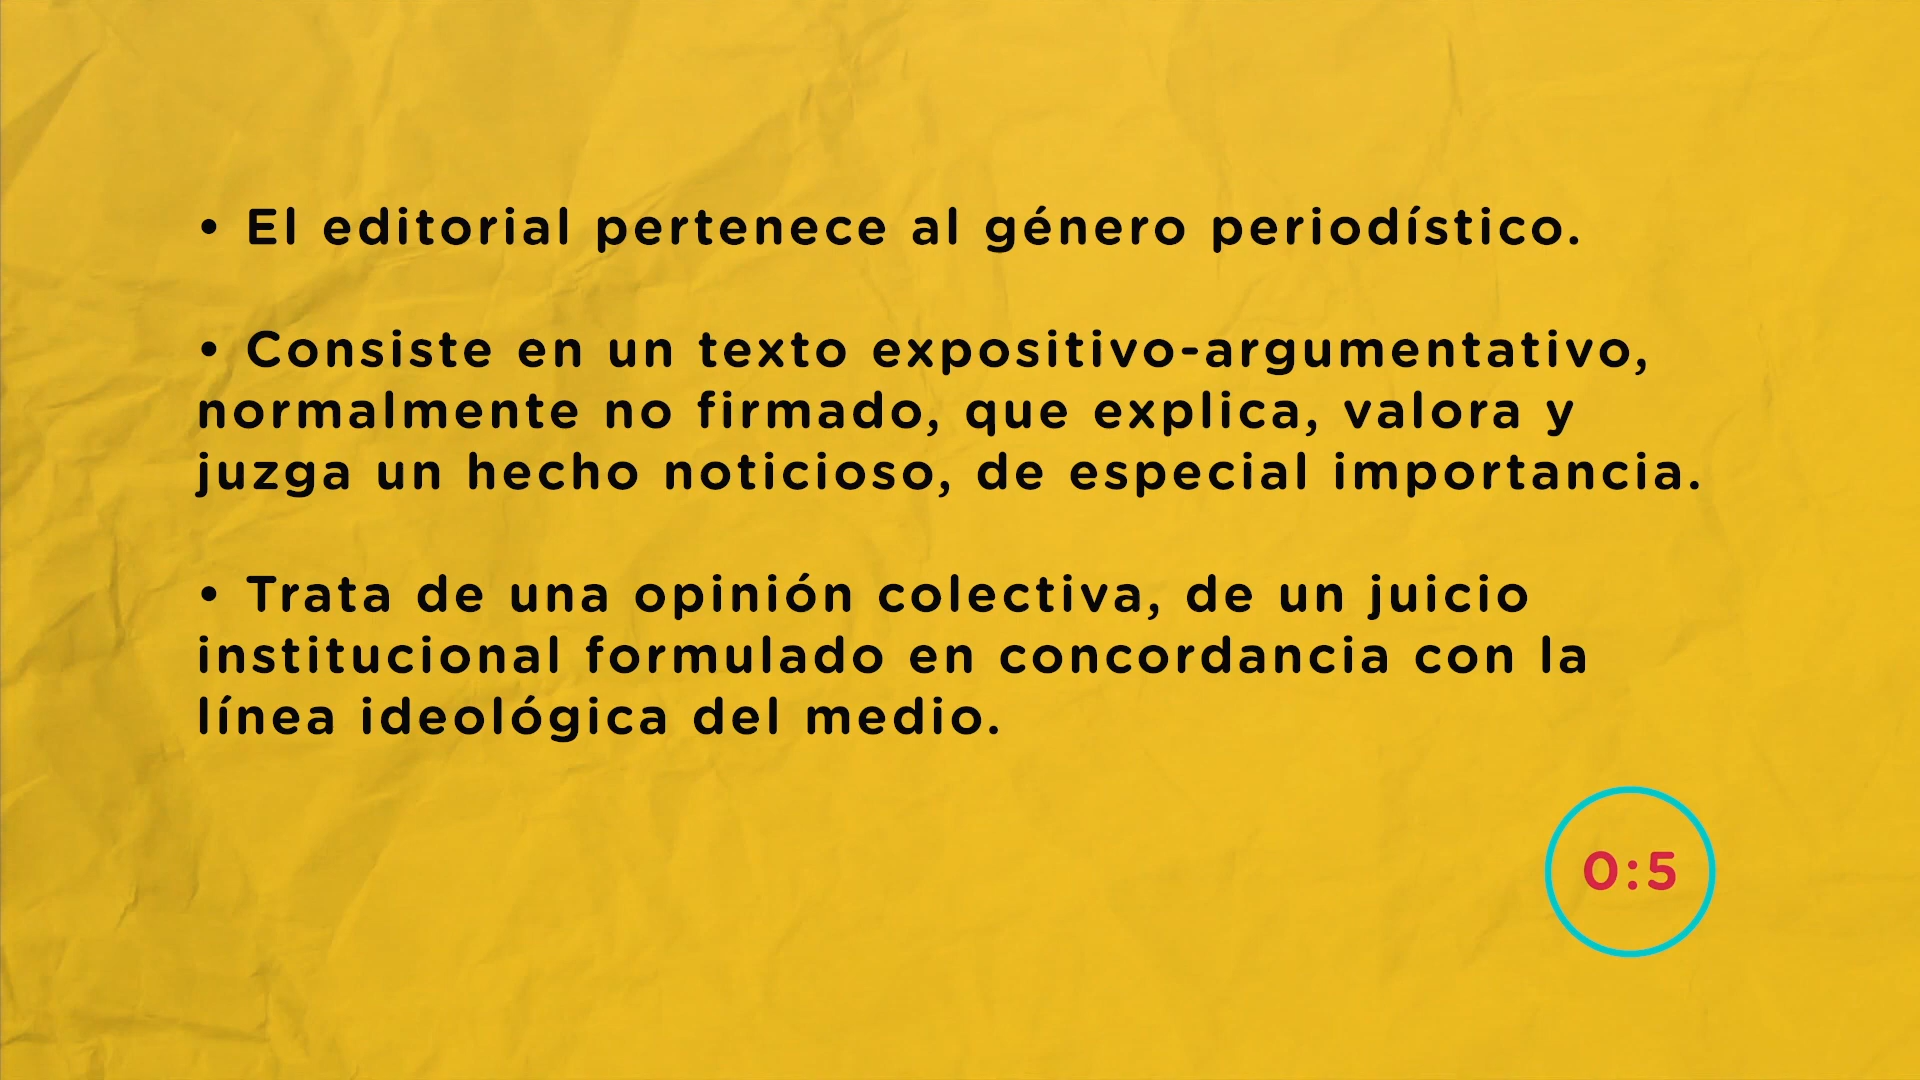 • El editorial pertenece al género periodístico.
• Consiste en un texto expositivo-argumentativo,
normalmente no firmado, que explica, valora y
juzga un hecho noticioso, de especial importancia.
• Trata de una opinión colectiva, de un juicio
institucional formulado en concordancia con la
línea ideológica del medio.
0:5